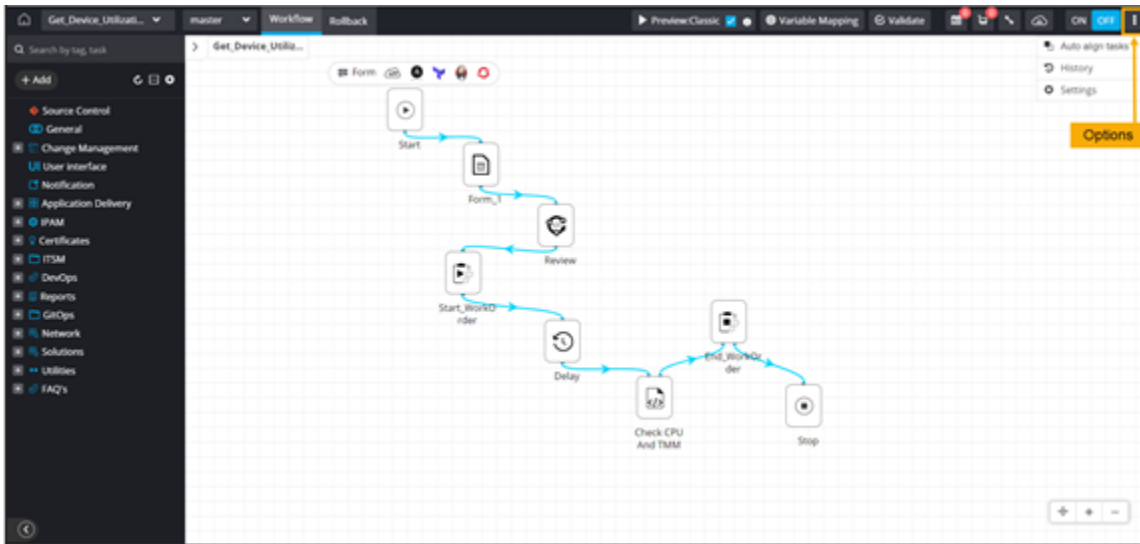 Get_Device_Utilizati...
master
Workflow
Rollback
Preview:Classic
Variable Mapping
Validate
ON
OFF
Search by tag, task
Get_Device_Utiliz...
Auto align tasks
+ Add
Form
History
Settings
Options
Source Control
General
Change Management
UI User interface
Notification
Application Delivery
IPAM
Certificates
ITSM
DevOps
Reports
GitOps
Network
Solutions
Utilities
FAQ's
Start
Form_1
Review
Start_WorkO
rder
Delay
Check CPU
And TMM
End_WorkOr
der
Stop